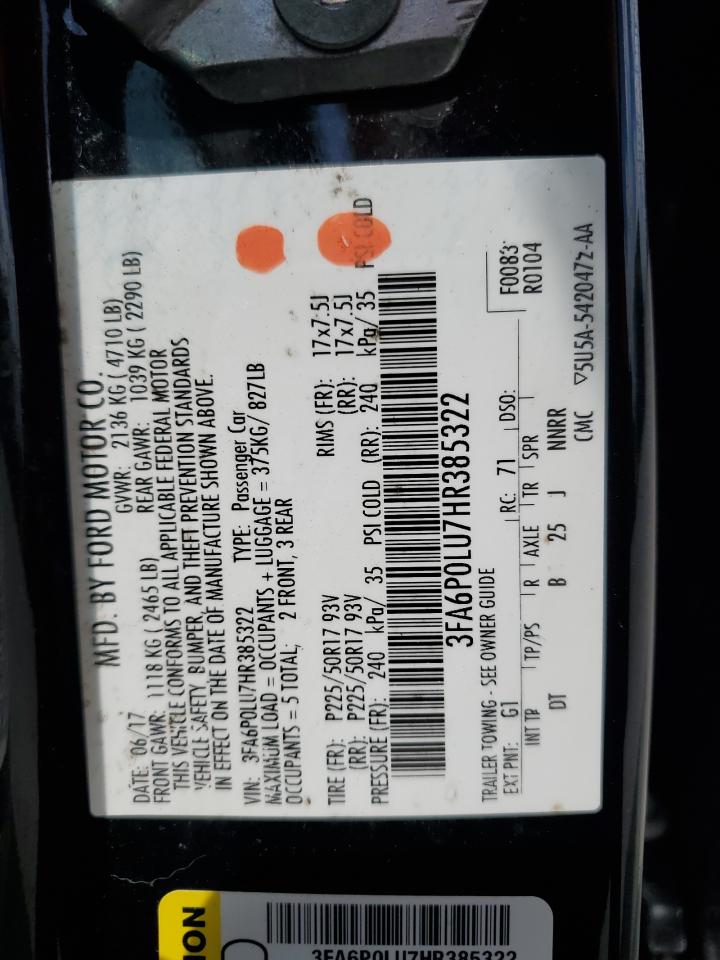 MFD. BY FORD MOTOR CO.
DATE: 06/17 GVWR: 2136 KG ( 4710 LB)
FRONT GAWR: 1118 KG ( 2465 LB) REAR GAWR: 1039 KG ( 2290 LB)
THIS VEHICLE CONFORMS TO ALL APPLICABLE FEDERAL MOTOR
VEHICLE SAFETY, BUMPER, AND THEFT PREVENTION STANDARDS
IN EFFECT ON THE DATE OF MANUFACTURE SHOWN ABOVE.
VIN: 3FA6P0LU7HR385322 TYPE: Passenger Car
MAXIMUM LOAD = OCCUPANTS + LUGGAGE = 375KG/ 827LB
OCCUPANTS = 5 TOTAL; 2 FRONT, 3 REAR
TIRE (FR): P225/50R17 93V RIMS (FR): 17x7.5J
(RR): P225/50R17 93V (RR): 17x7.5J
PRESSURE (FR): 240 kPa/ 35 PSI COLD (RR): 240 kPa/ 35 PSI COLD
3FA6P0LU7HR385322
TRAILER TOWING - SEE OWNER GUIDE
EXT PNT: G1 RC: 71 DSO: F0083
R0104
INT TR TP/PS R AXLE TR SPR
DT B 25 J NNRR
CMC ▽5U5A-5420472-AA
ION
3FA6P0LU7HR385322